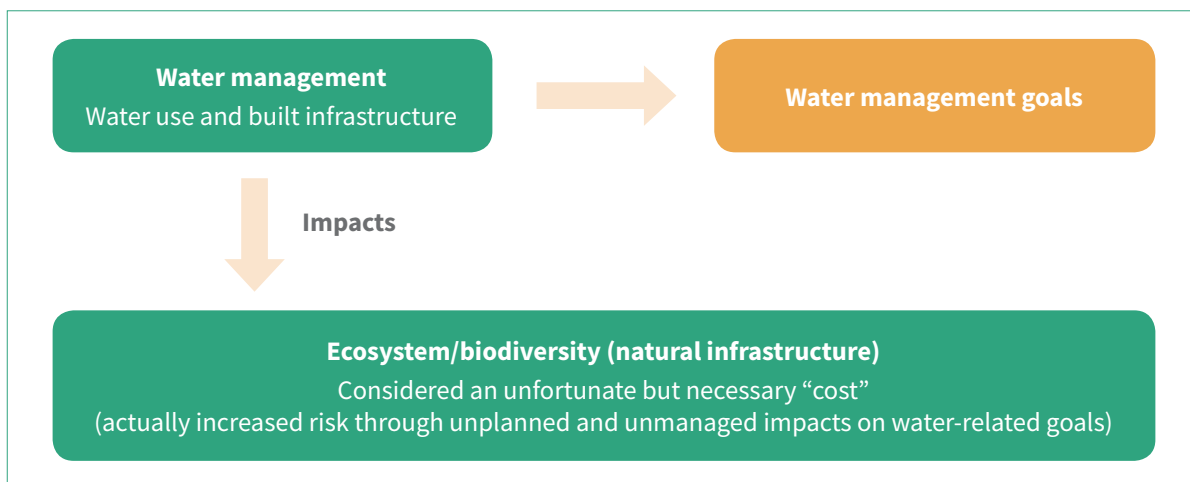 Water management
Water use and built infrastructure
Water management goals
Impacts
Ecosystem/biodiversity (natural infrastructure)
Considered an unfortunate but necessary “cost”
(actually increased risk through unplanned and unmanaged impacts on water-related goals)